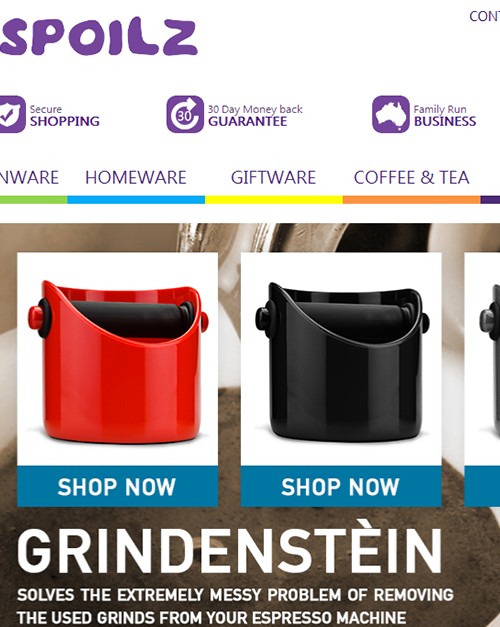 SPOILZ
CONT
Secure
SHOPPING
30
30 Day Money back
GUARANTEE
Family Run
BUSINESS
NWARE HOMEWARE GIFTWARE COFFEE & TEA
SHOP NOW SHOP NOW
GRINDENSTÈIN
SOLVES THE EXTREMELY MESSY PROBLEM OF REMOVING
THE USED GRINDS FROM YOUR ESPRESSO MACHINE